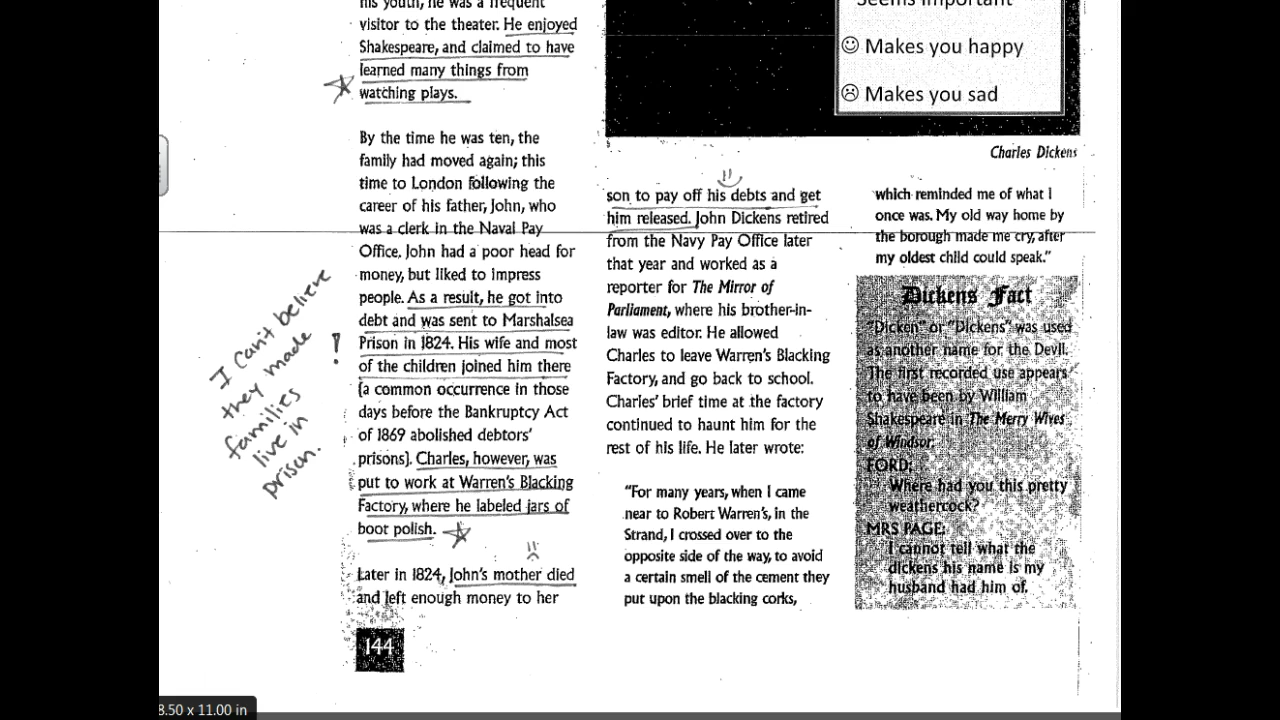 his youth, he was a frequent
visitor to the theater. He enjoyed
Shakespeare, and claimed to have
learned many things from
watching plays.
By the time he was ten, the
family had moved again; this
time to London following the
career of his father, John, who
was a clerk in the Naval Pay
Office. John had a poor head for
money, but liked to impress
people. As a result, he got into
debt and was sent to Marshalsea
Prison in 1824. His wife and most
of the children joined him there
(a common occurrence in those
days before the Bankruptcy Act
of 1869 abolished debtors'
prisons). Charles, however, was
put to work at Warren's Blacking
Factory, where he labeled jars of
boot polish.
Later in 1824, John's mother died
and left enough money to her
144
I can't believe
they made
families
live in
prison.
!
Seems important
☺ Makes you happy
☹ Makes you sad
Charles Dickens
son to pay off his debts and get
him released. John Dickens retired
from the Navy Pay Office later
that year and worked as a
reporter for The Mirror of
Parliament, where his brother-in-
law was editor. He allowed
Charles to leave Warren's Blacking
Factory, and go back to school.
Charles' brief time at the factory
continued to haunt him for the
rest of his life. He later wrote:
"For many years, when I came
near to Robert Warren's, in the
Strand, I crossed over to the
opposite side of the way, to avoid
a certain smell of the cement they
put upon the blacking corks,
which reminded me of what I
once was. My old way home by
the borough made me cry, after
my oldest child could speak."
Dickens Fact
"Dicken" or "Dickens" was used
as another name for the Devil.
The first recorded use appears
to have been by William
Shakespeare in The Merry Wives
of Windsor.
FORD:
Where had you this pretty
weathercock?
MRS PAGE:
I cannot tell what the
dickens his name is my
husband had him of.
8.50 x 11.00 in